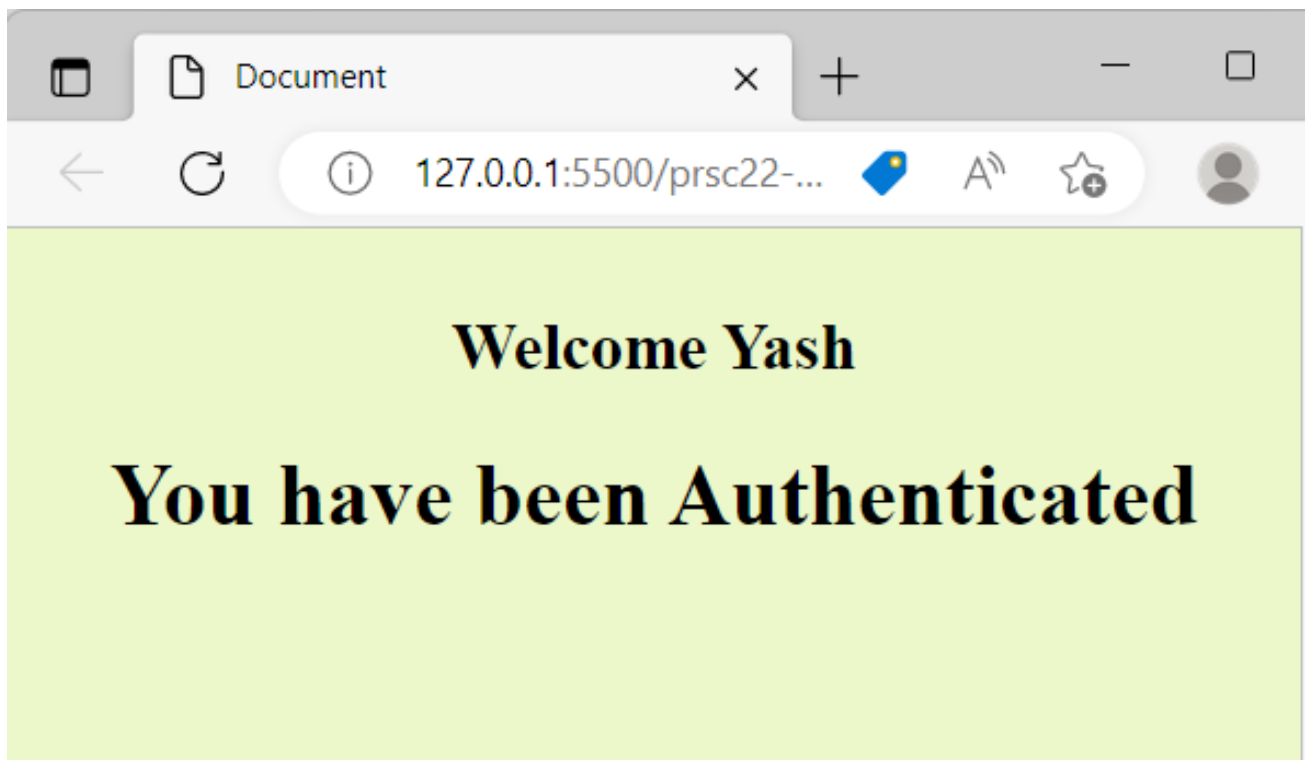 Document
127.0.0.1:5500/prsc22-...
Welcome Yash
You have been Authenticated